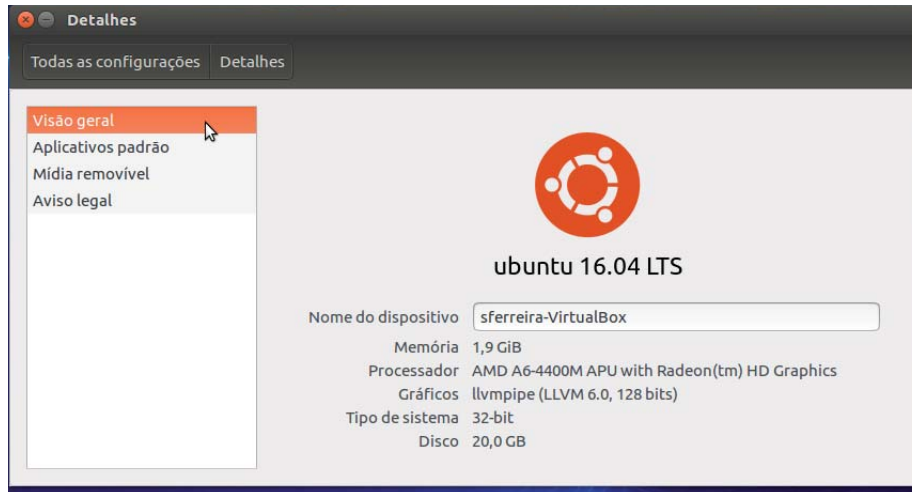 Detalhes
Todas as configurações Detalhes
Visão geral
Aplicativos padrão
Mídia removível
Aviso legal
ubuntu 16.04 LTS
Nome do dispositivo sferreira-VirtualBox
Memória 1,9 GiB
Processador AMD A6-4400M APU with Radeon(tm) HD Graphics
Gráficos llvmpipe (LLVM 6.0, 128 bits)
Tipo de sistema 32-bit
Disco 20,0 GB